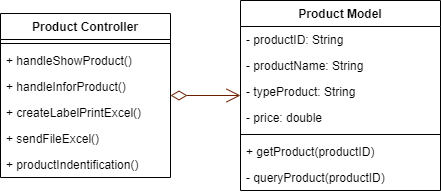 Product Controller
+ handleShowProduct()
+ handleInforProduct()
+ createLabelPrintExcel()
+ sendFileExcel()
+ productIndentification()
Product Model
- productID: String
- productName: String
- typeProduct: String
- price: double
+ getProduct(productID)
- queryProduct(productID)